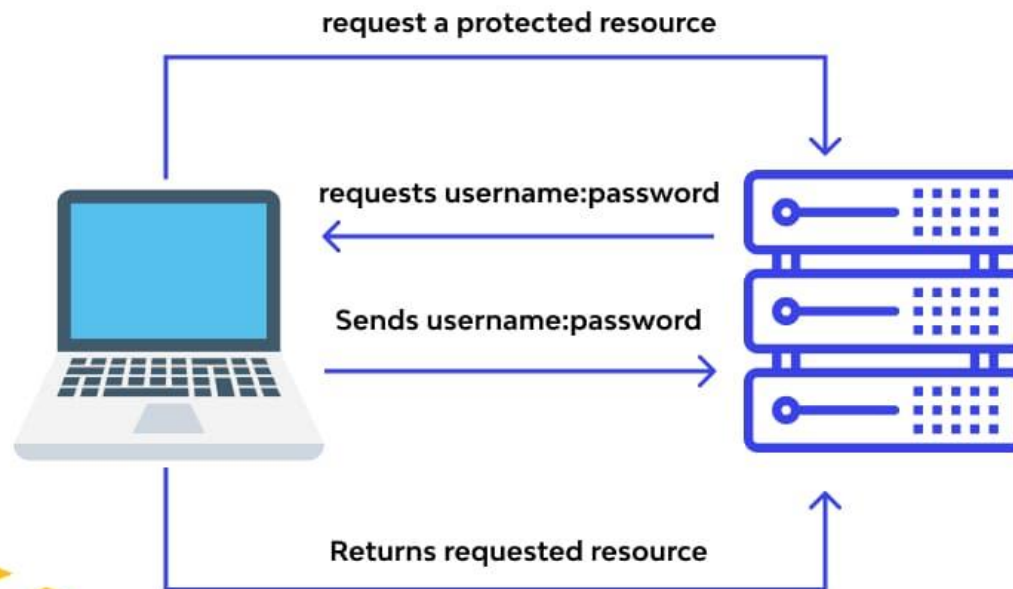 request a protected resource
requests username:password
Sends username:password
Returns requested resource